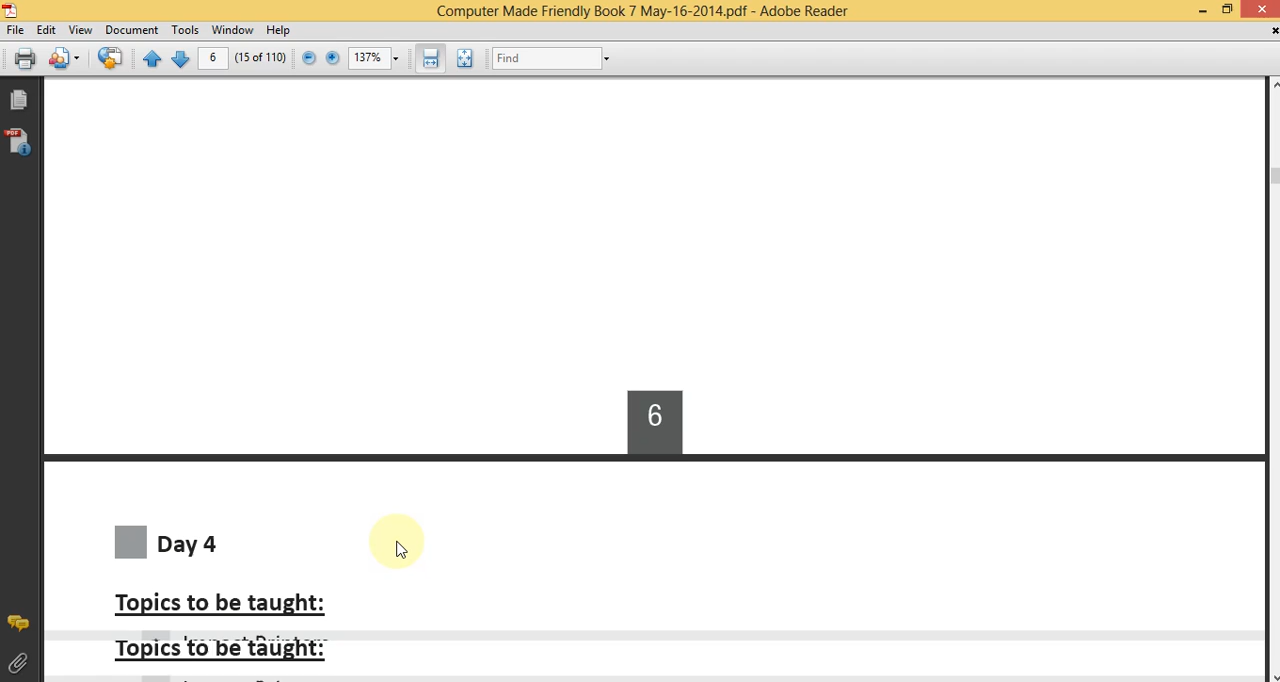 Computer Made Friendly Book 7 May-16-2014.pdf - Adobe Reader
File Edit View Document Tools Window Help
6 (15 of 110) 137% Find
6
Day 4
Topics to be taught:
Topics to be taught: